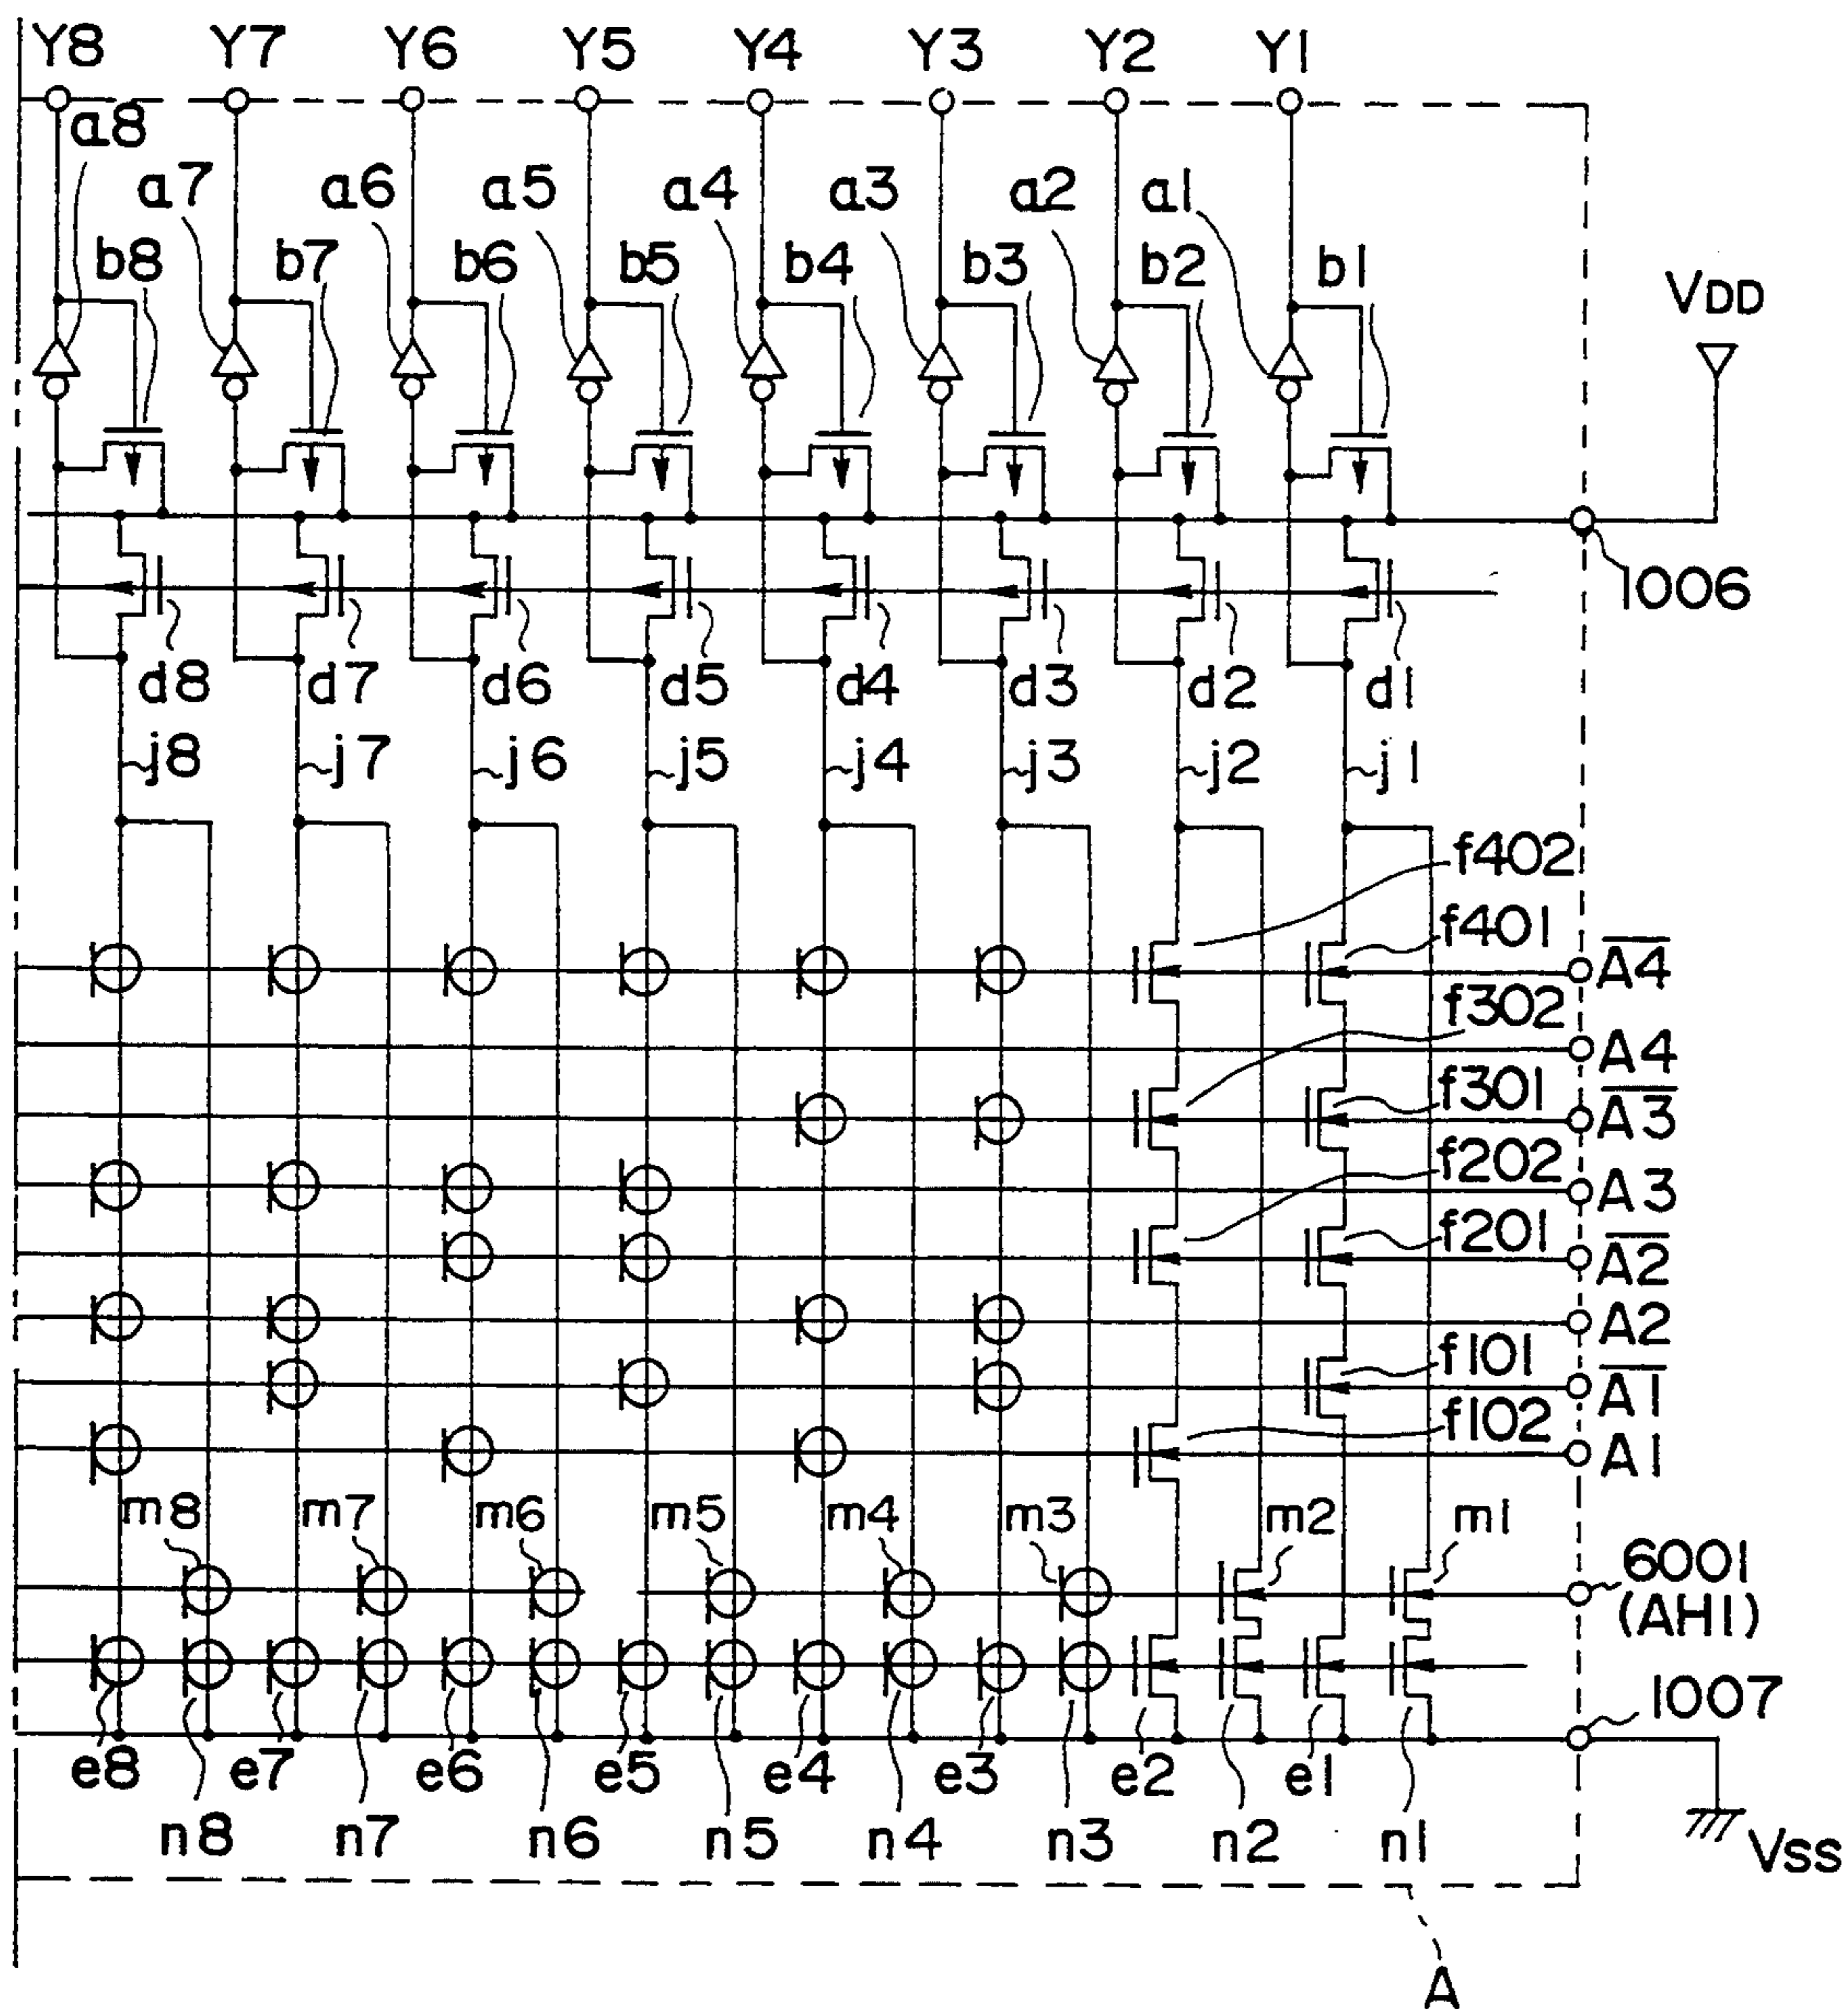 Y8 Y7 Y6 Y5 Y4 Y3 Y2 Y1
a8
a7 a6 a5 a4 a3 a2 a1
b8 b7 b6 b5 b4 b3 b2 b1
VDD
1006
d8 d7 d6 d5 d4 d3 d2 d1
j8 j7 j6 j5 j4 j3 j2 j1
f402
f401
A̅4̅
f302
A4
f301
A̅3̅
f202
A3
f201
A̅2̅
A2
f101
A̅1̅
f102
A1
m8 m7 m6 m5 m4 m3 m2 m1
6001
(AH1)
1007
e8 e7 e6 e5 e4 e3 e2 e1
n8 n7 n6 n5 n4 n3 n2 n1
VSS
A